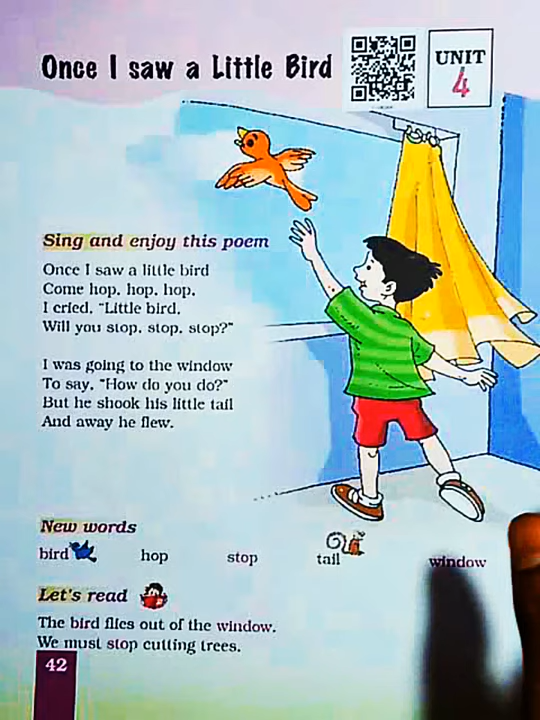 Once I saw a Little Bird
UNIT
4
Sing and enjoy this poem
Once I saw a little bird
Come hop, hop, hop,
I cried, "Little bird,
Will you stop, stop, stop?"
I was going to the window
To say, "How do you do?"
But he shook his little tail
And away he flew.
New words
bird hop stop tail window
Let's read
The bird flies out of the window.
We must stop cutting trees.
42